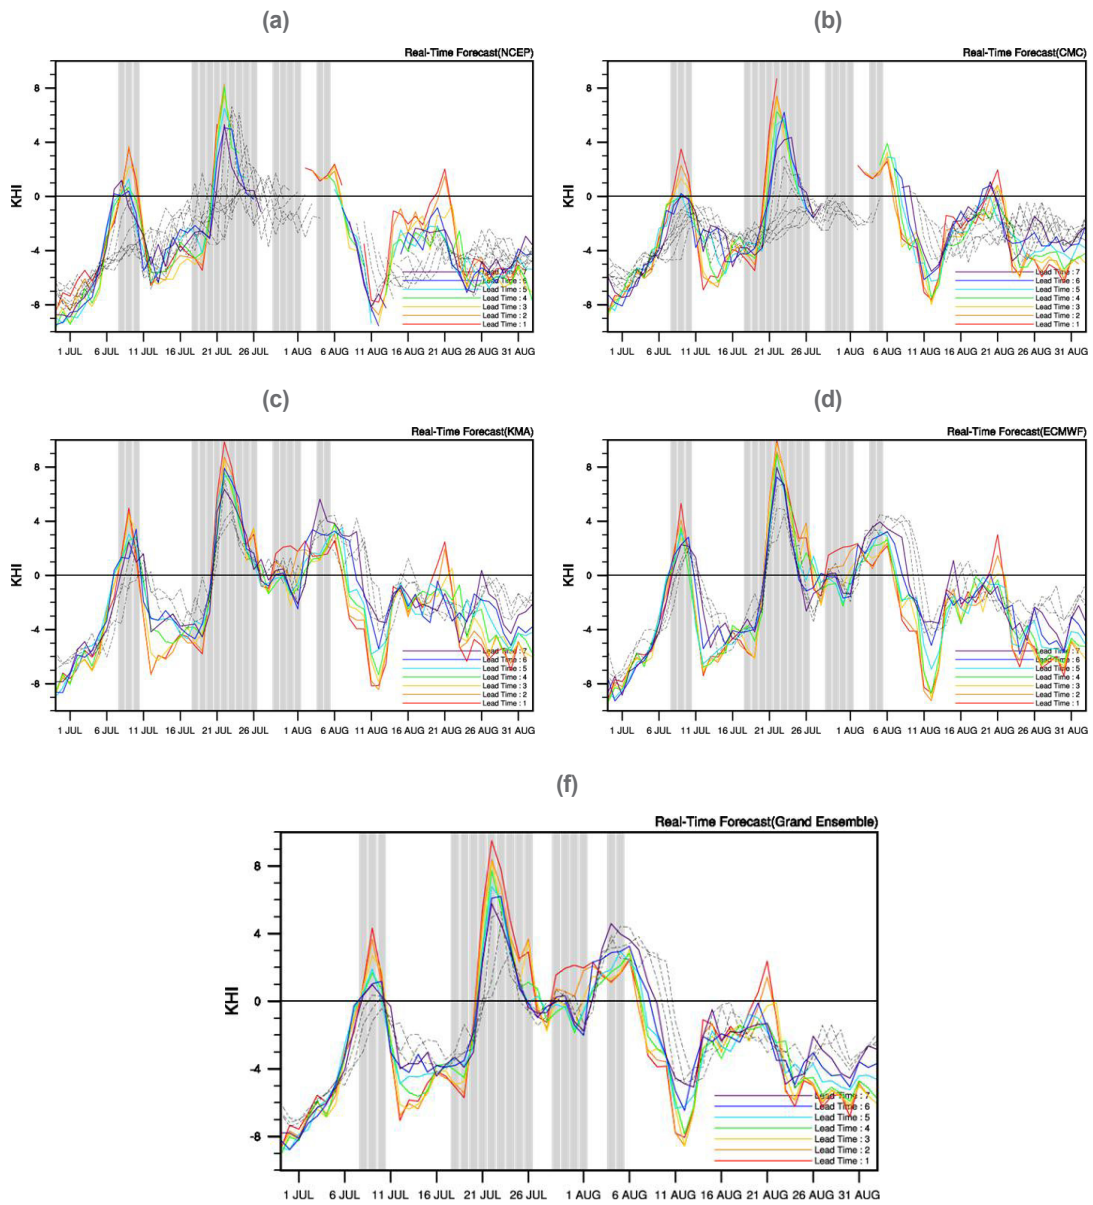 (a)
Real-Time Forecast(NCEP)
KHI
8
4
0
-4
-8
Lead Time : 7
Lead Time : 6
Lead Time : 5
Lead Time : 4
Lead Time : 3
Lead Time : 2
Lead Time : 1
1 JUL 6 JUL 11 JUL 16 JUL 21 JUL 26 JUL 1 AUG 6 AUG 11 AUG 16 AUG 21 AUG 26 AUG 31 AUG
(b)
Real-Time Forecast(CMC)
KHI
8
4
0
-4
-8
Lead Time : 7
Lead Time : 6
Lead Time : 5
Lead Time : 4
Lead Time : 3
Lead Time : 2
Lead Time : 1
1 JUL 6 JUL 11 JUL 16 JUL 21 JUL 26 JUL 1 AUG 6 AUG 11 AUG 16 AUG 21 AUG 26 AUG 31 AUG
(c)
Real-Time Forecast(KMA)
KHI
8
4
0
-4
-8
Lead Time : 7
Lead Time : 6
Lead Time : 5
Lead Time : 4
Lead Time : 3
Lead Time : 2
Lead Time : 1
1 JUL 6 JUL 11 JUL 16 JUL 21 JUL 26 JUL 1 AUG 6 AUG 11 AUG 16 AUG 21 AUG 26 AUG 31 AUG
(d)
Real-Time Forecast(ECMWF)
KHI
8
4
0
-4
-8
Lead Time : 7
Lead Time : 6
Lead Time : 5
Lead Time : 4
Lead Time : 3
Lead Time : 2
Lead Time : 1
1 JUL 6 JUL 11 JUL 16 JUL 21 JUL 26 JUL 1 AUG 6 AUG 11 AUG 16 AUG 21 AUG 26 AUG 31 AUG
(f)
Real-Time Forecast(Grand Ensemble)
KHI
8
4
0
-4
-8
Lead Time : 7
Lead Time : 6
Lead Time : 5
Lead Time : 4
Lead Time : 3
Lead Time : 2
Lead Time : 1
1 JUL 6 JUL 11 JUL 16 JUL 21 JUL 26 JUL 1 AUG 6 AUG 11 AUG 16 AUG 21 AUG 26 AUG 31 AUG